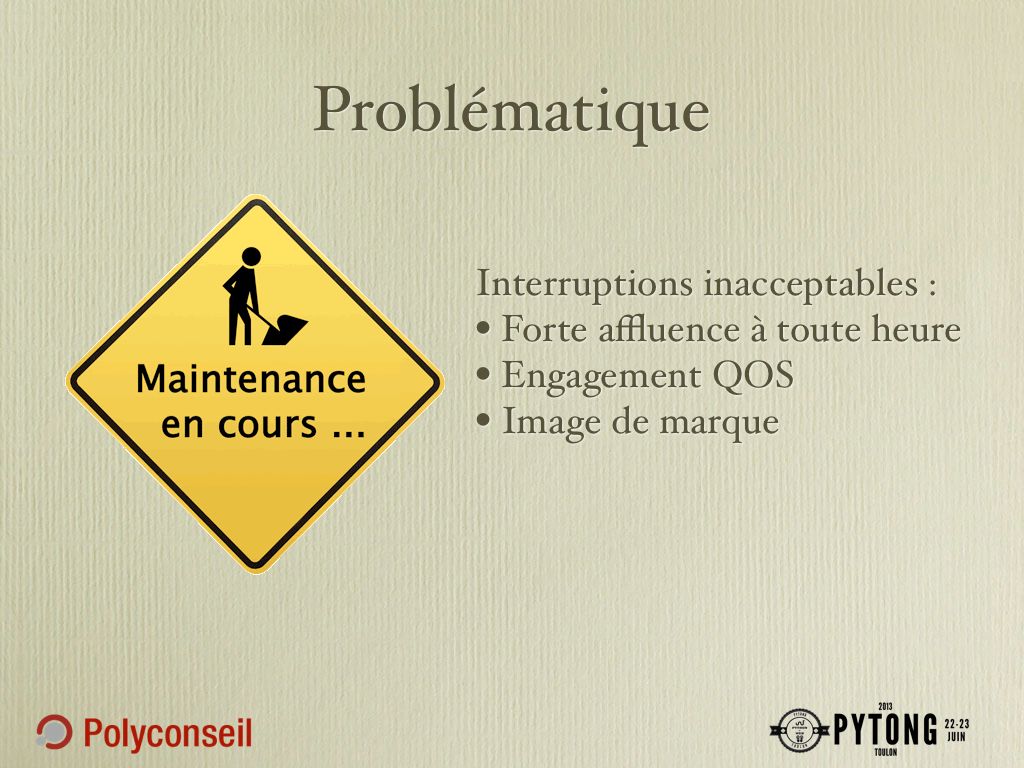 Problématique
Maintenance
en cours ...
Interruptions inacceptables :
• Forte affluence à toute heure
• Engagement QOS
• Image de marque
Polyconseil
2013
PYTONG
TOULON
22-23
JUIN